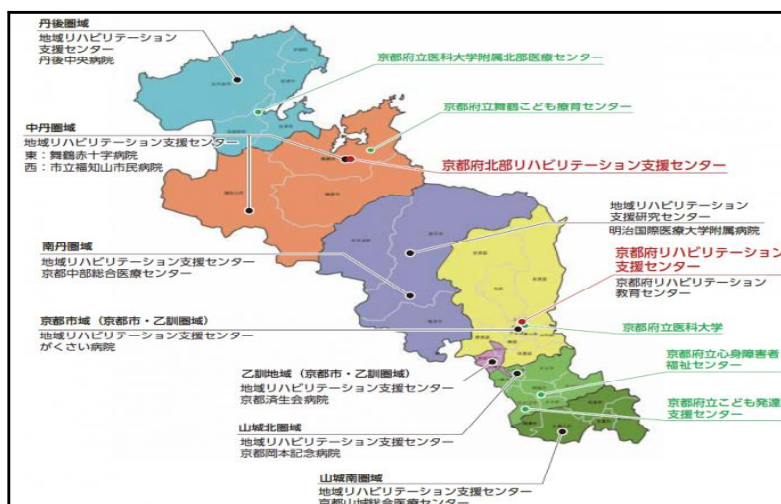 丹後圏域
地域リハビリテーション
支援センター
丹後中央病院
京都府立医科大学附属北部医療センター
京都府立舞鶴こども療育センター
中丹圏域
地域リハビリテーション支援センター
東：舞鶴赤十字病院
西：市立福知山市民病院
京都府北部リハビリテーション支援センター
地域リハビリテーション
支援研究センター
明治国際医療大学附属病院
南丹圏域
地域リハビリテーション支援センター
京都中部総合医療センター
京都府リハビリテーション
支援センター
京都府リハビリテーション
教育センター
京都市域（京都市・乙訓圏域）
地域リハビリテーション支援センター
がくさい病院
京都府立医科大学
乙訓地域（京都市・乙訓圏域）
地域リハビリテーション支援センター
京都済生会病院
京都府立心身障害者
福祉センター
京都府立こども発達
支援センター
山城北圏域
地域リハビリテーション支援センター
京都岡本記念病院
山城南圏域
地域リハビリテーション支援センター
京都山城総合医療センター